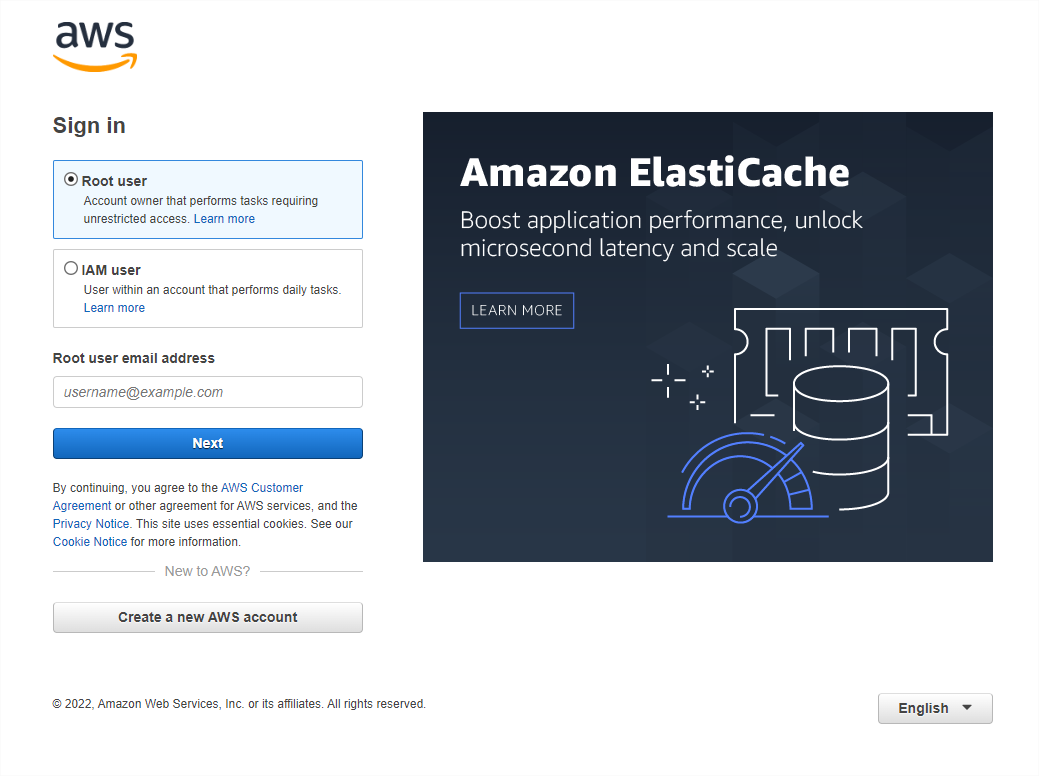 aws
Sign in
Root user
Account owner that performs tasks requiring
unrestricted access. Learn more
IAM user
User within an account that performs daily tasks.
Learn more
Root user email address
username@example.com
Next
By continuing, you agree to the AWS Customer
Agreement or other agreement for AWS services, and the
Privacy Notice. This site uses essential cookies. See our
Cookie Notice for more information.
New to AWS?
Create a new AWS account
Amazon ElastiCache
Boost application performance, unlock
microsecond latency and scale
LEARN MORE
© 2022, Amazon Web Services, Inc. or its affiliates. All rights reserved.
English